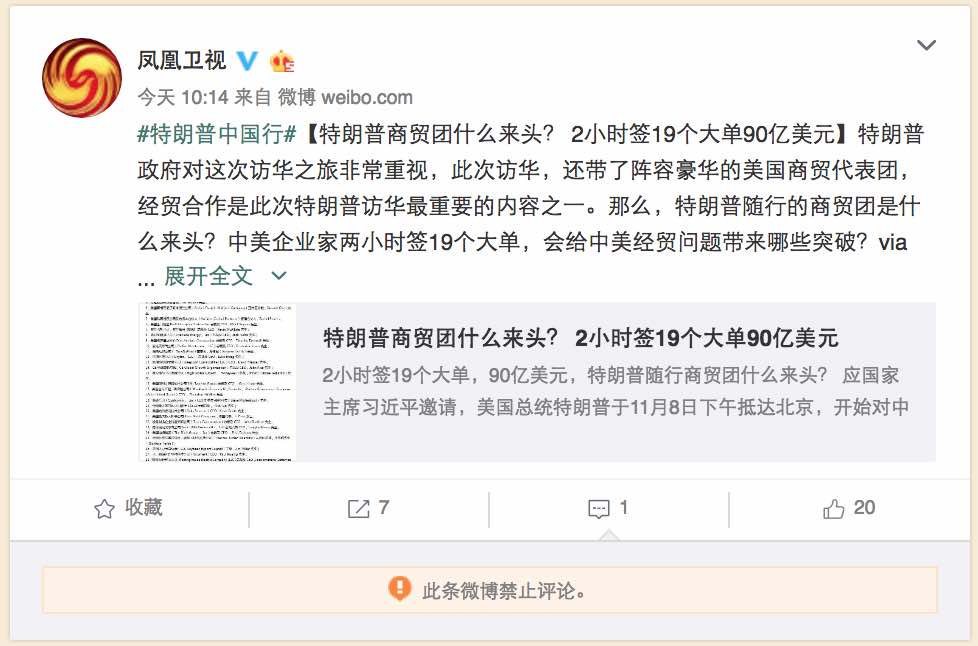 凤凰卫视
今天 10:14 来自 微博 weibo.com
#特朗普中国行#【特朗普商贸团什么来头？ 2小时签19个大单90亿美元】特朗普
政府对这次访华之旅非常重视，此次访华，还带了阵容豪华的美国商贸代表团，
经贸合作是此次特朗普访华最重要的内容之一。那么，特朗普随行的商贸团是什
么来头？中美企业家两小时签19个大单，会给中美经贸问题带来哪些突破？via
... 展开全文
特朗普商贸团什么来头？ 2小时签19个大单90亿美元
2小时签19个大单，90亿美元，特朗普随行商贸团什么来头？ 应国家
主席习近平邀请，美国总统特朗普于11月8日下午抵达北京，开始对中
收藏 7 1 20
此条微博禁止评论。